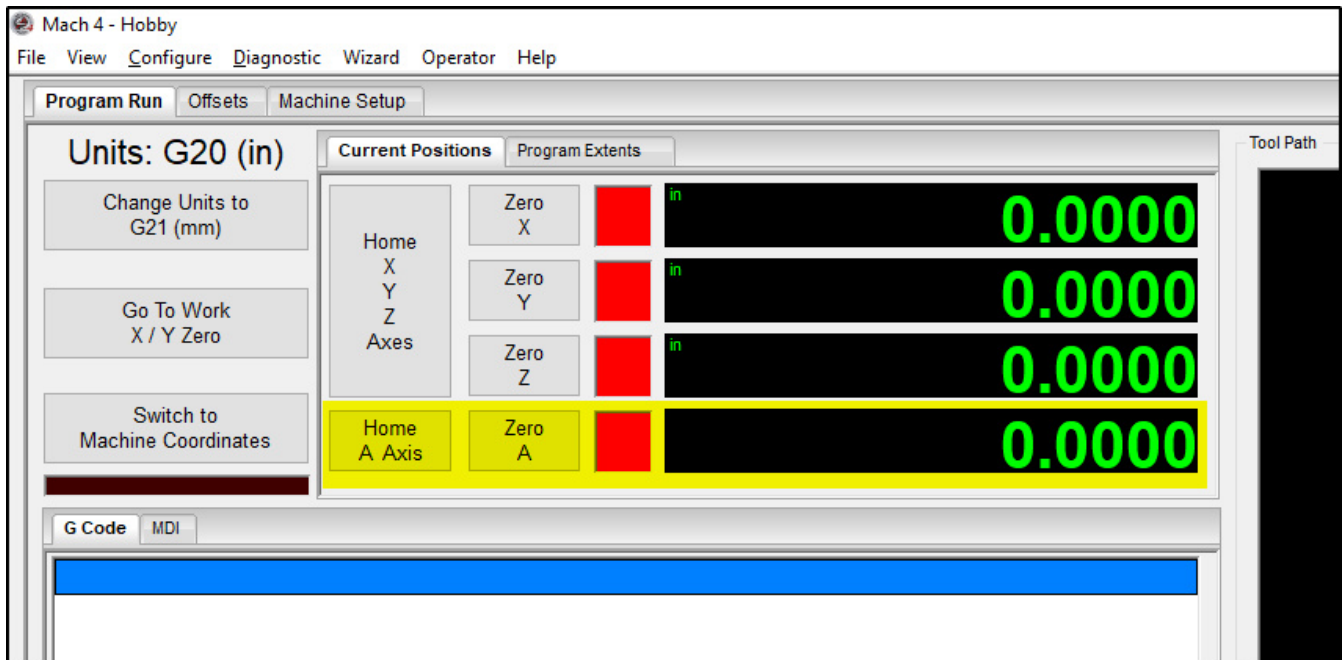 Mach 4 - Hobby
File View Configure Diagnostic Wizard Operator Help
Program Run Offsets Machine Setup
Units: G20 (in)
Change Units to
G21 (mm)
Go To Work
X / Y Zero
Switch to
Machine Coordinates
Current Positions Program Extents
Home
X
Y
Z
Axes
Zero
X
in
0.0000
Zero
Y
in
0.0000
Zero
Z
in
0.0000
Home
A Axis
Zero
A
0.0000
Tool Path
G Code MDI